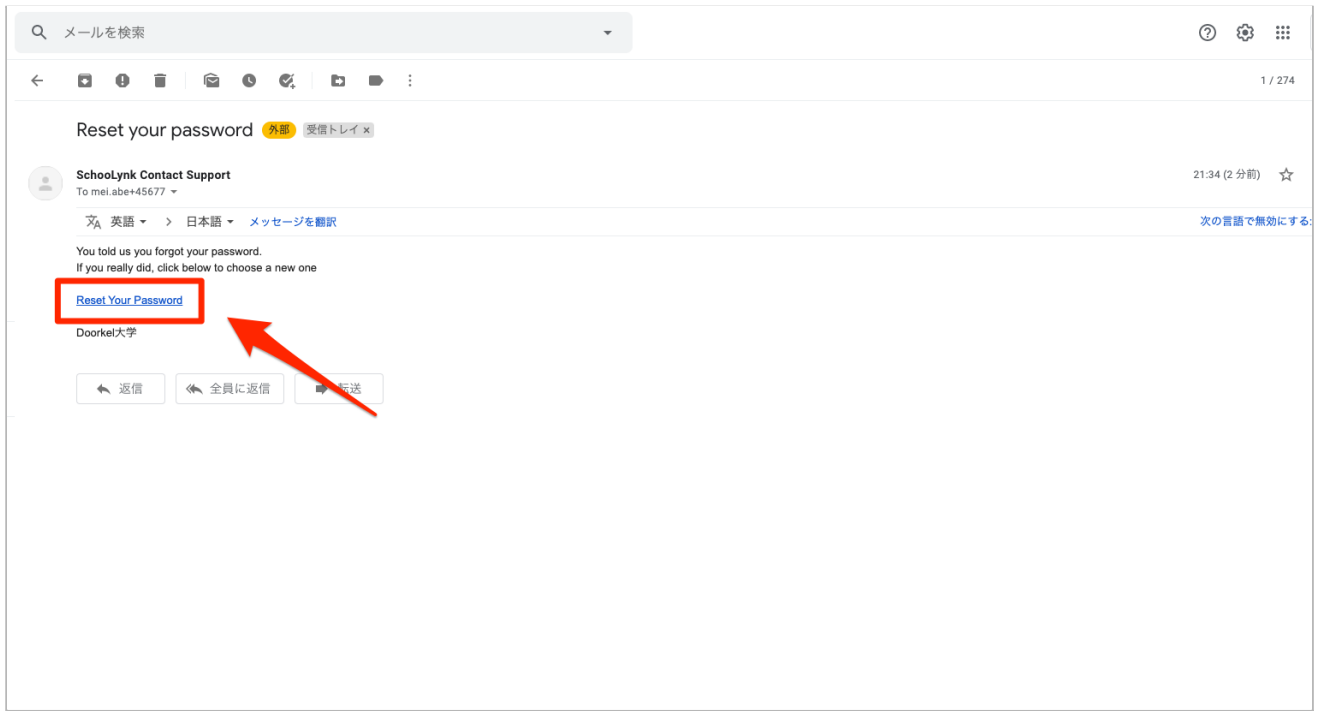 メールを検索
1 / 274
Reset your password 外部 受信トレイ ×
SchooLynk Contact Support
21:34 (2 分前)
To mei.abe+45677
英語 > 日本語 メッセージを翻訳
次の言語で無効にする:
You told us you forgot your password.
If you really did, click below to choose a new one
Reset Your Password
Doorkel大学
返信 全員に返信 転送